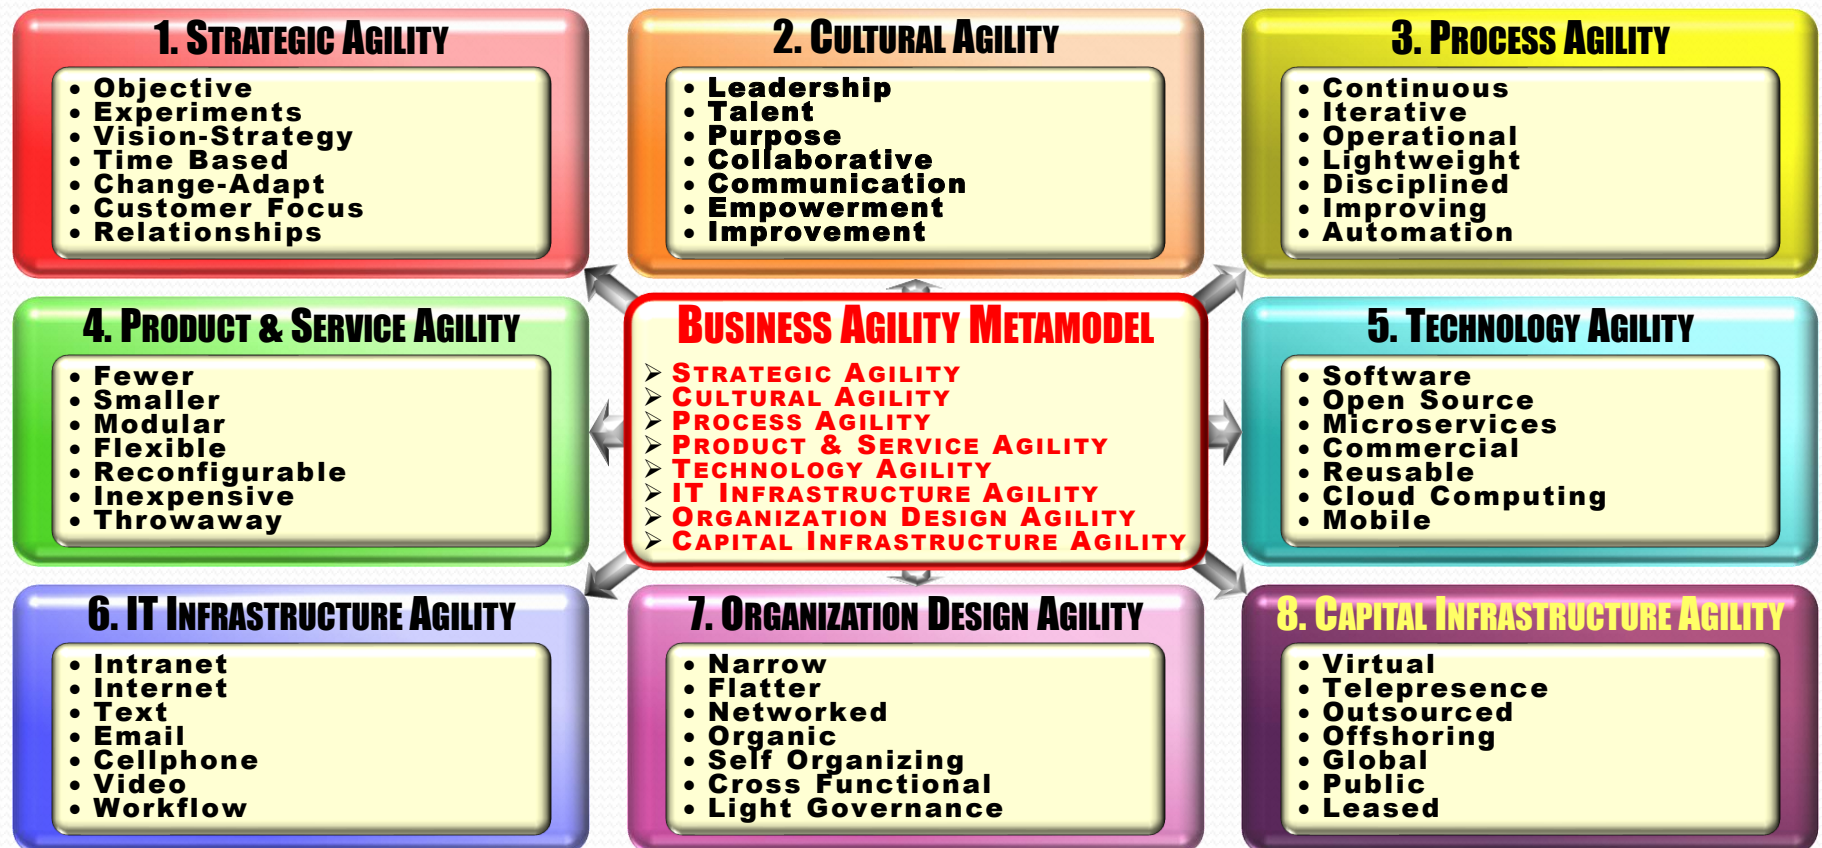 1. STRATEGIC AGILITY
• Objective
• Experiments
• Vision-Strategy
• Time Based
• Change-Adapt
• Customer Focus
• Relationships
2. CULTURAL AGILITY
• Leadership
• Talent
• Purpose
• Collaborative
• Communication
• Empowerment
• Improvement
3. PROCESS AGILITY
• Continuous
• Iterative
• Operational
• Lightweight
• Disciplined
• Improving
• Automation
4. PRODUCT & SERVICE AGILITY
• Fewer
• Smaller
• Modular
• Flexible
• Reconfigurable
• Inexpensive
• Throwaway
BUSINESS AGILITY METAMODEL
➢ STRATEGIC AGILITY
➢ CULTURAL AGILITY
➢ PROCESS AGILITY
➢ PRODUCT & SERVICE AGILITY
➢ TECHNOLOGY AGILITY
➢ IT INFRASTRUCTURE AGILITY
➢ ORGANIZATION DESIGN AGILITY
➢ CAPITAL INFRASTRUCTURE AGILITY
5. TECHNOLOGY AGILITY
• Software
• Open Source
• Microservices
• Commercial
• Reusable
• Cloud Computing
• Mobile
6. IT INFRASTRUCTURE AGILITY
• Intranet
• Internet
• Text
• Email
• Cellphone
• Video
• Workflow
7. ORGANIZATION DESIGN AGILITY
• Narrow
• Flatter
• Networked
• Organic
• Self Organizing
• Cross Functional
• Light Governance
8. CAPITAL INFRASTRUCTURE AGILITY
• Virtual
• Telepresence
• Outsourced
• Offshoring
• Global
• Public
• Leased